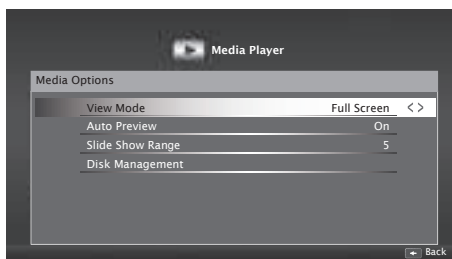 Media Player
Media Options
View Mode Full Screen < >
Auto Preview On
Slide Show Range 5
Disk Management
Back